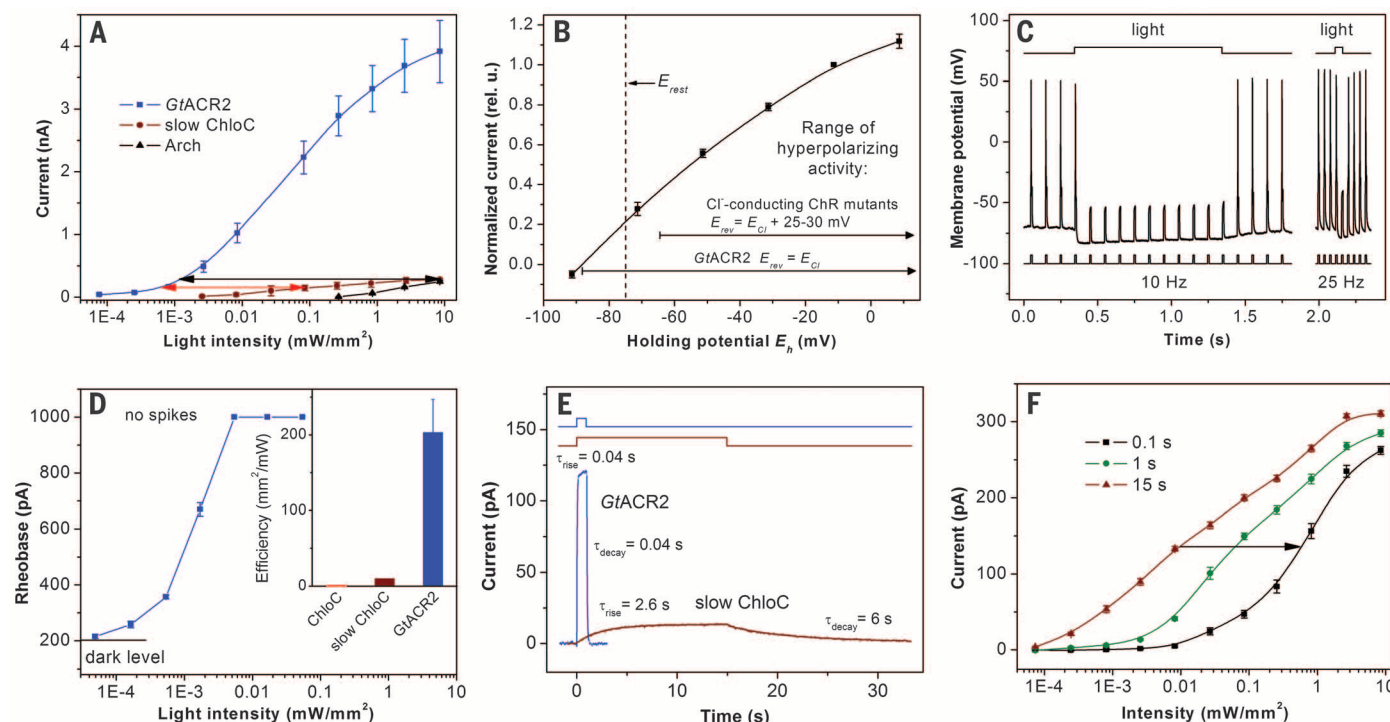 A
4
3
2
1
0
Current (nA)
GtACR2
slow ChloC
Arch
1E-4 1E-3 0.01 0.1 1 10
Light intensity (mW/mm²)
B
1.4
1.2
1.0
0.8
0.6
0.4
0.2
0.0
Normalized current (rel. u.)
E_rest
Range of
hyperpolarizing
activity:
Cl⁻-conducting ChR mutants
E_rev = E_Cl + 25-30 mV
GtACR2 E_rev = E_Cl
-100 -80 -60 -40 -20 0 20
Holding potential E_h (mV)
C
light light
100
50
0
-50
-100
Membrane potential (mV)
10 Hz 25 Hz
0.0 0.5 1.0 1.5 2.0
Time (s)
D
no spikes
1000
800
600
400
200
Rheobase (pA)
dark level
200
100
0
Efficiency (mm²/mW)
ChloC
slow ChloC
GtACR2
1E-4 1E-3 0.01 0.1 1 10
Light intensity (mW/mm²)
E
150
100
50
0
Current (pA)
τrise = 0.04 s
GtACR2
τdecay = 0.04 s
τrise = 2.6 s
slow ChloC
τdecay = 6 s
0 10 20 30
Time (s)
F
300
200
100
0
Current (pA)
0.1 s
1 s
15 s
1E-4 1E-3 0.01 0.1 1 10
Intensity (mW/mm²)